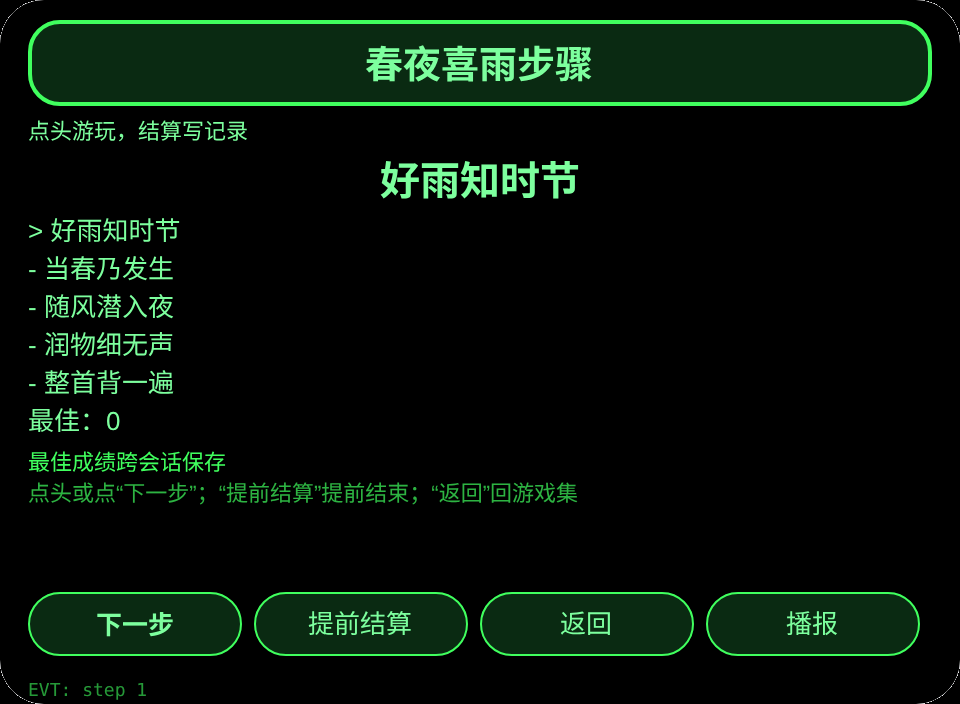 春夜喜雨步骤
点头游玩，结算写记录
好雨知时节
> 好雨知时节
- 当春乃发生
- 随风潜入夜
- 润物细无声
- 整首背一遍
最佳：0
最佳成绩跨会话保存
点头或点“下一步”；“提前结算”提前结束；“返回”回游戏集
下一步 提前结算 返回 播报
EVT: step 1